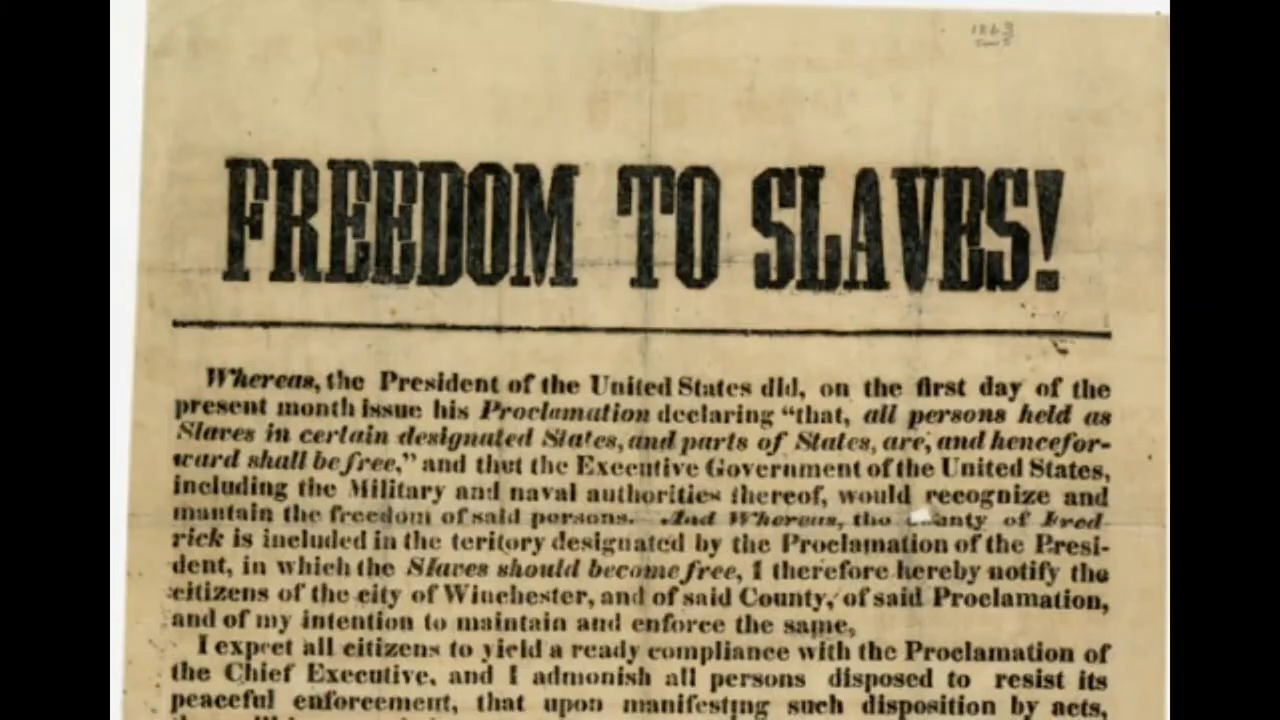 1863
FREEDOM TO SLAVES!
Whereas, the President of the United States did, on the first day of the
present month issue his Proclamation declaring “that, all persons held as
Slaves in certain designated States, and parts of States, are, and hencefor-
ward shall be free,” and that the Executive Government of the United States,
including the Military and naval authorities thereof, would recognize and
mantain the freedom of said persons. And Whereas, the county of Fred
rick is included in the teritory designated by the Proclamation of the Presi-
dent, in which the Slaves should become free, I therefore hereby notify the
citizens of the city of Winchester, and of said County, of said Proclamation,
and of my intention to maintain and enforce the same,
I expect all citizens to yield a ready compliance with the Proclamation of
the Chief Executive, and I admonish all persons disposed to resist its
peaceful enforcement, that upon manifesting such disposition by acts,